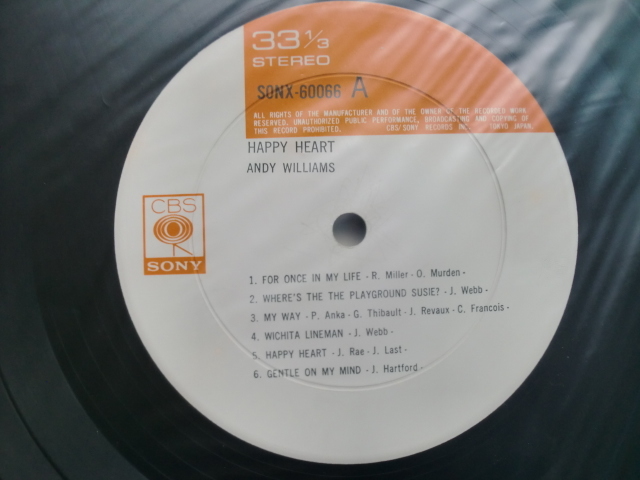 33 1/3
STEREO
SONX-60066 A
ALL RIGHTS OF THE MANUFACTURER AND OF THE OWNER OF THE RECORDED WORK
RESERVED. UNAUTHORIZED PUBLIC PERFORMANCE, BROADCASTING AND COPYING OF
THIS RECORD PROHIBITED. CBS/SONY RECORDS INC. TOKYO JAPAN.
HAPPY HEART
ANDY WILLIAMS
CBS
SONY
1. FOR ONCE IN MY LIFE - R. Miller - O. Murden -
2. WHERE'S THE THE PLAYGROUND SUSIE? - J. Webb -
3. MY WAY - P. Anka - G. Thibault - J. Revaux - C. Francois -
4. WICHITA LINEMAN - J. Webb -
5. HAPPY HEART - J. Rae - J. Last -
6. GENTLE ON MY MIND - J. Hartford -